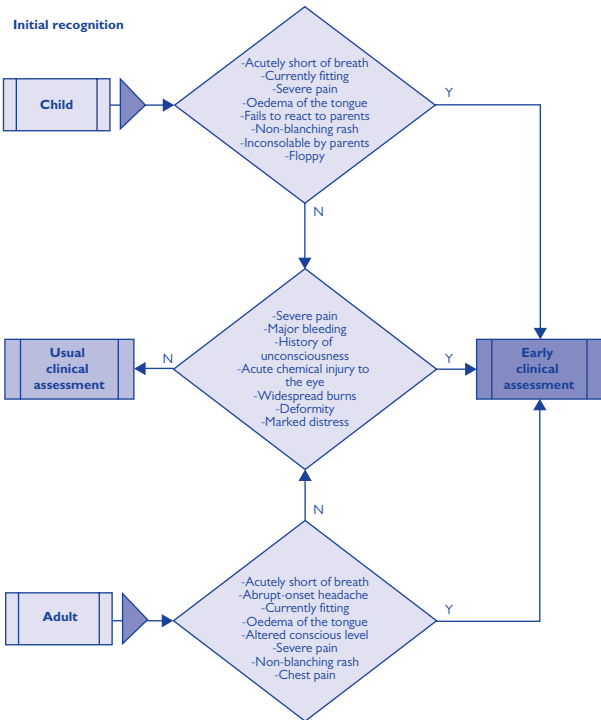 Initial recognition
Child
-Acutely short of breath
-Currently fitting
-Severe pain
-Oedema of the tongue
-Fails to react to parents
-Non-blanching rash
-Inconsolable by parents
-Floppy
Y
N
Usual
clinical
assessment
N
-Severe pain
-Major bleeding
-History of
unconsciousness
-Acute chemical injury to
the eye
-Widespread burns
-Deformity
-Marked distress
Y
Early
clinical
assessment
N
Adult
-Acutely short of breath
-Abrupt-onset headache
-Currently fitting
-Oedema of the tongue
-Altered conscious level
-Severe pain
-Non-blanching rash
-Chest pain
Y